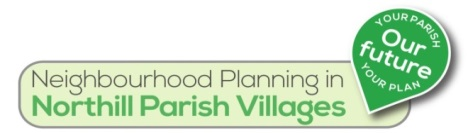 Neighbourhood Planning in
Northill Parish Villages
YOUR PARISH
Our
future
YOUR PLAN